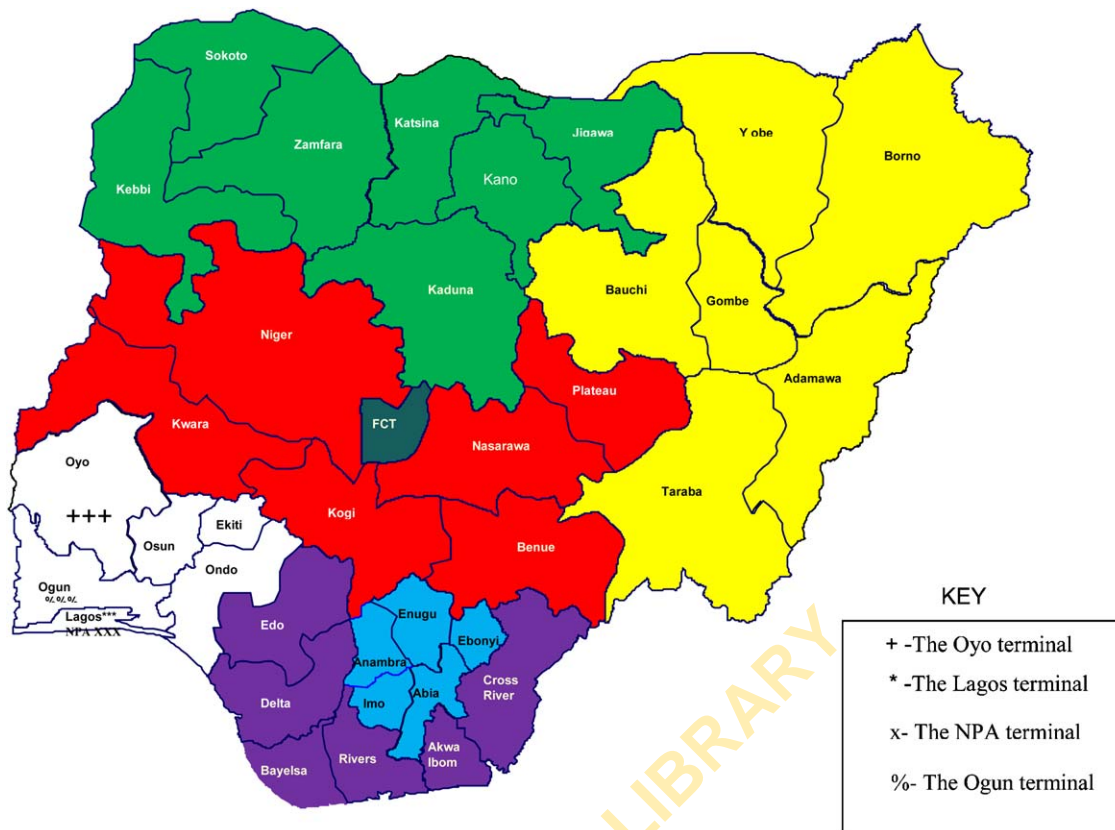 Sokoto
Katsina
Zamfara
Jigawa
Kano
Kebbi
Y obe
Borno
Kaduna
Bauchi
Gombe
Niger
Adamawa
Plateau
FCT
Kwara
Nasarawa
Oyo
Taraba
+++
Kogi
Ekiti
Osun
Benue
Ondo
Ogun
%%%
Lagos***
NPA XXX
Edo
Enugu
Ebonyi
Anambra
Cross
River
Delta
Imo
Abia
Bayelsa
Rivers
Akwa
Ibom
KEY
+ -The Oyo terminal
* -The Lagos terminal
x- The NPA terminal
%- The Ogun terminal
LIBRARY